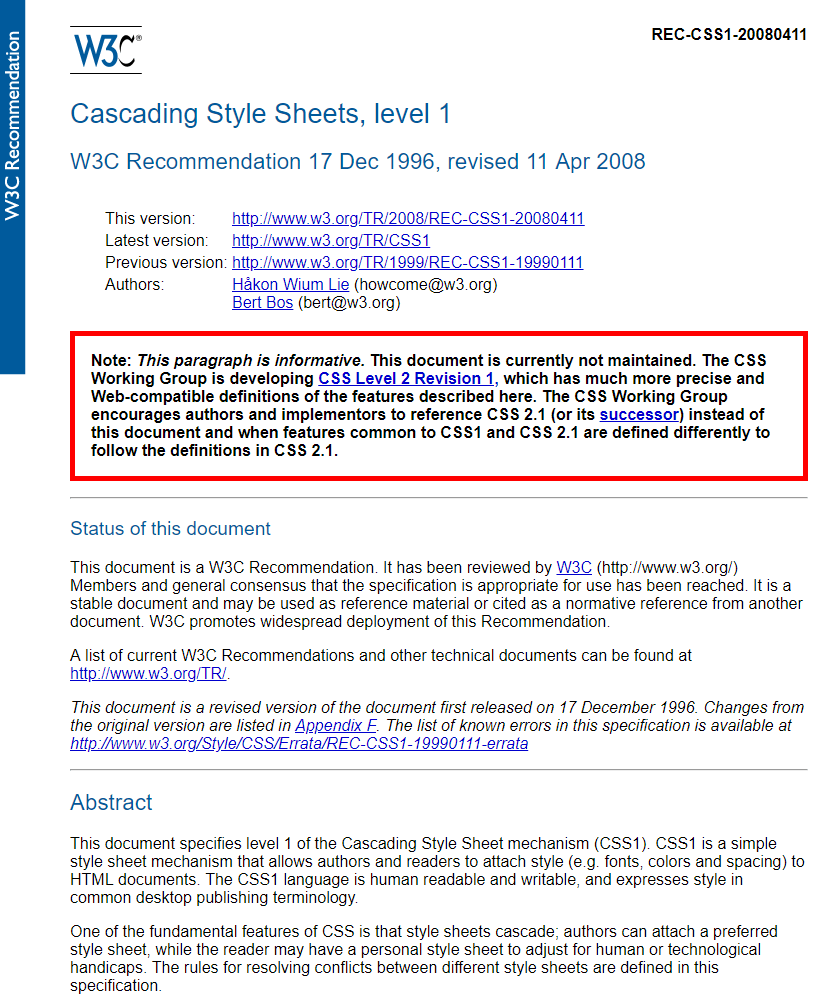 W3C Recommendation
W3C®
REC-CSS1-20080411
Cascading Style Sheets, level 1
W3C Recommendation 17 Dec 1996, revised 11 Apr 2008
This version: http://www.w3.org/TR/2008/REC-CSS1-20080411
Latest version: http://www.w3.org/TR/CSS1
Previous version: http://www.w3.org/TR/1999/REC-CSS1-19990111
Authors: Håkon Wium Lie (howcome@w3.org)
Bert Bos (bert@w3.org)
Note: This paragraph is informative. This document is currently not maintained. The CSS
Working Group is developing CSS Level 2 Revision 1, which has much more precise and
Web-compatible definitions of the features described here. The CSS Working Group
encourages authors and implementors to reference CSS 2.1 (or its successor) instead of
this document and when features common to CSS1 and CSS 2.1 are defined differently to
follow the definitions in CSS 2.1.
Status of this document
This document is a W3C Recommendation. It has been reviewed by W3C (http://www.w3.org/)
Members and general consensus that the specification is appropriate for use has been reached. It is a
stable document and may be used as reference material or cited as a normative reference from another
document. W3C promotes widespread deployment of this Recommendation.
A list of current W3C Recommendations and other technical documents can be found at
http://www.w3.org/TR/.
This document is a revised version of the document first released on 17 December 1996. Changes from
the original version are listed in Appendix F. The list of known errors in this specification is available at
http://www.w3.org/Style/CSS/Errata/REC-CSS1-19990111-errata
Abstract
This document specifies level 1 of the Cascading Style Sheet mechanism (CSS1). CSS1 is a simple
style sheet mechanism that allows authors and readers to attach style (e.g. fonts, colors and spacing) to
HTML documents. The CSS1 language is human readable and writable, and expresses style in
common desktop publishing terminology.
One of the fundamental features of CSS is that style sheets cascade; authors can attach a preferred
style sheet, while the reader may have a personal style sheet to adjust for human or technological
handicaps. The rules for resolving conflicts between different style sheets are defined in this
specification.